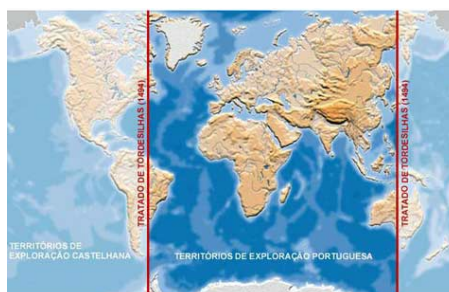 TRATADO DE TORDESILHAS (1494)
TRATADO DE TORDESILHAS (1494)
TERRITÓRIOS DE
EXPLORAÇÃO CASTELHANA
TERRITÓRIOS DE EXPLORAÇÃO PORTUGUESA